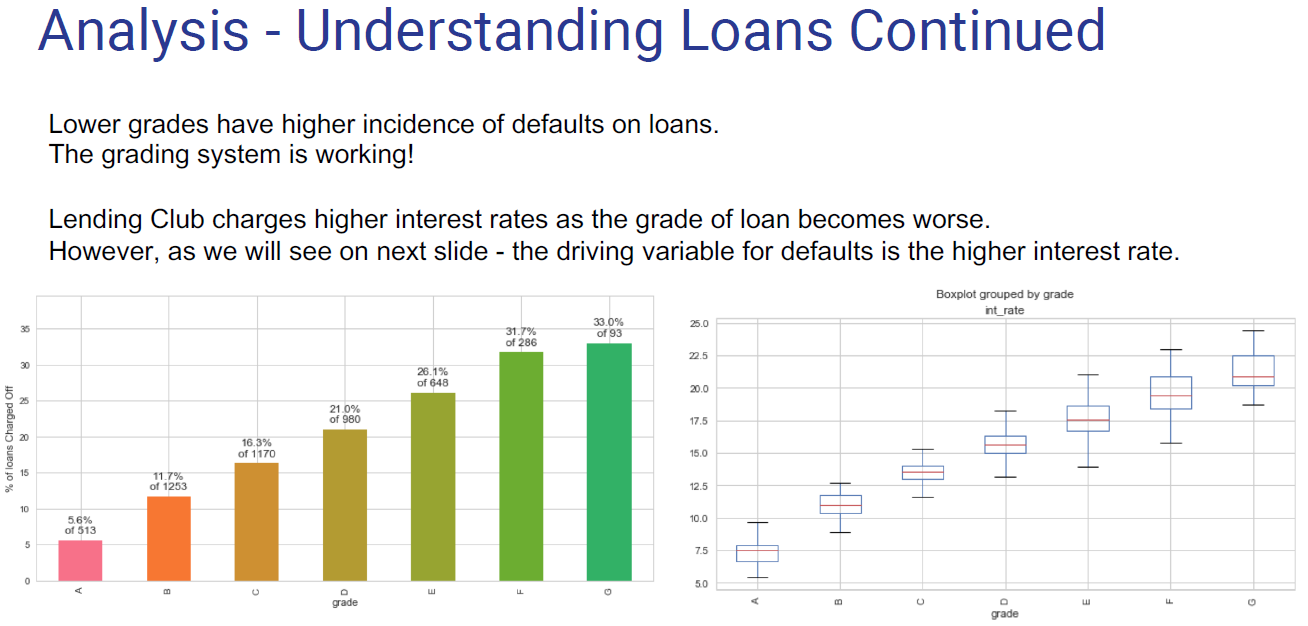 Analysis - Understanding Loans Continued
Lower grades have higher incidence of defaults on loans.
The grading system is working!
Lending Club charges higher interest rates as the grade of loan becomes worse.
However, as we will see on next slide - the driving variable for defaults is the higher interest rate.
% of loans Charged Off
35
30
25
20
15
10
5
0
5.6%
of 513
11.7%
of 1253
16.3%
of 1170
21.0%
of 980
26.1%
of 648
31.7%
of 286
33.0%
of 93
A B C D E F G
grade
Boxplot grouped by grade
int_rate
25.0
22.5
20.0
17.5
15.0
12.5
10.0
7.5
5.0
A B C D E F G
grade